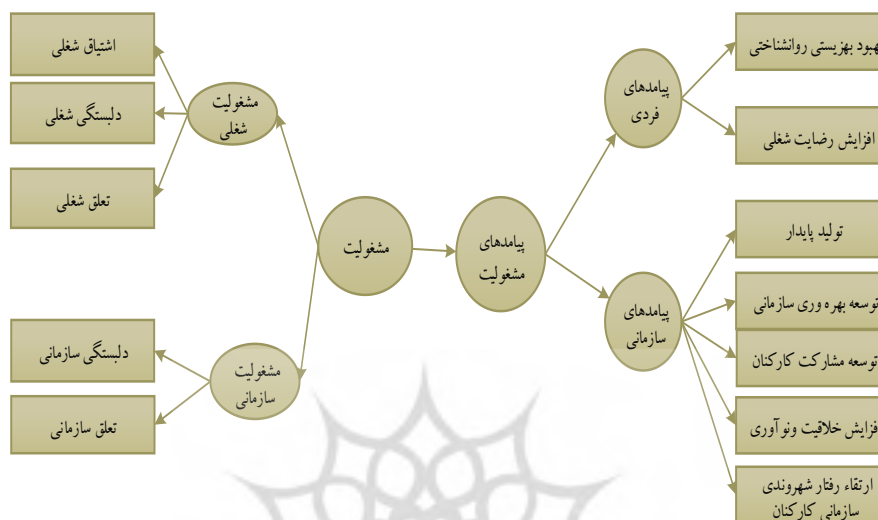 اشتیاق شغلی
دلبستگی شغلی
تعلق شغلی
مشغولیت
شغلی
مشغولیت
مشغولیت
سازمانی
دلبستگی سازمانی
تعلق سازمانی
پیامدهای
مشغولیت
پیامدهای
فردی
پیامدهای
سازمانی
بهبود بهزیستی روانشناختی
افزایش رضایت شغلی
تولید پایدار
توسعه بهره وری سازمانی
توسعه مشارکت کارکنان
افزایش خلاقیت ونوآوری
ارتقاء رفتار شهروندی
سازمانی کارکنان